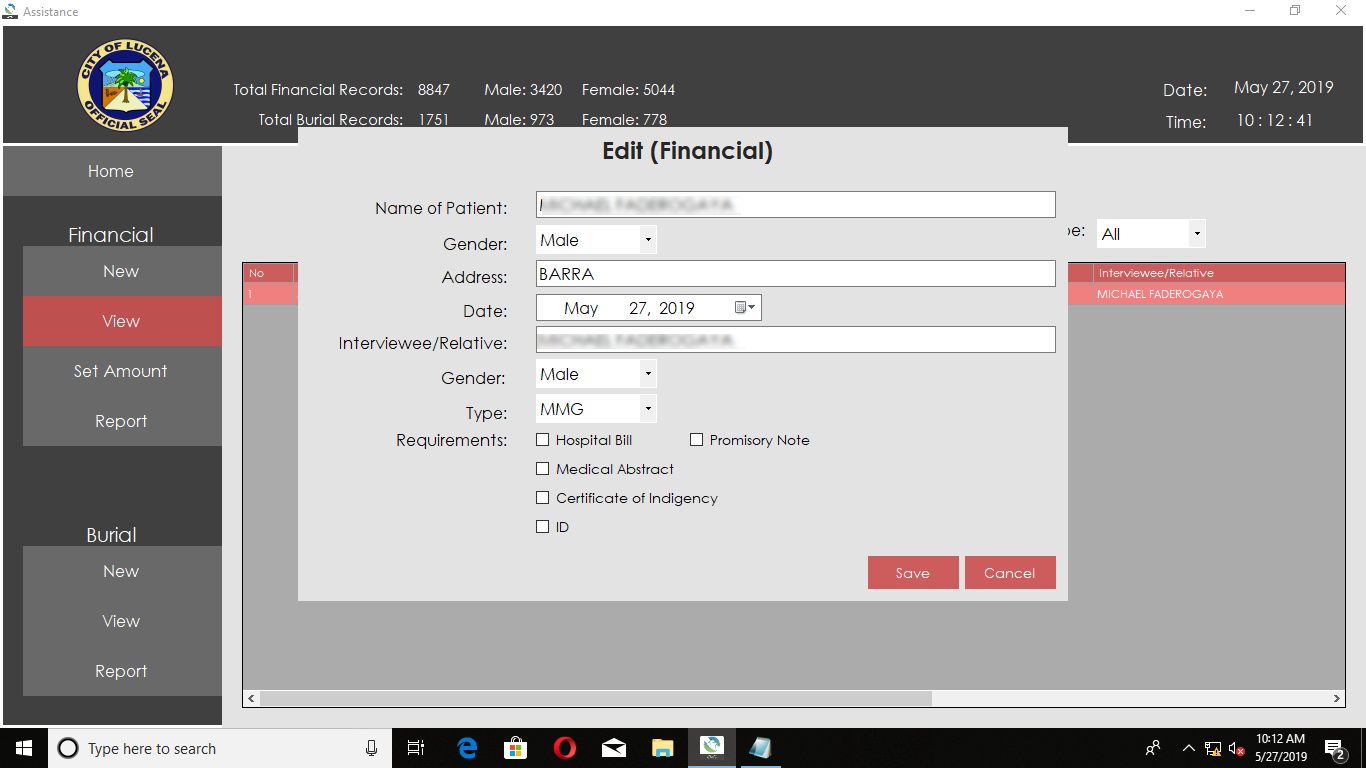 Assistance
CITY OF LUCENA
OFFICIAL SEAL
Total Financial Records: 8847 Male: 3420 Female: 5044
Total Burial Records: 1751 Male: 973 Female: 778
Date: May 27, 2019
Time: 10 : 12 : 41
Home
Financial
New
View
Set Amount
Report
Burial
New
View
Report
Edit (Financial)
Name of Patient:
Gender: Male
Address: BARRA
Date: May 27, 2019
Interviewee/Relative:
Gender: Male
Type: MMG
Requirements: Hospital Bill Promisory Note
Medical Abstract
Certificate of Indigency
ID
Save Cancel
pe: All
No Interviewee/Relative
1 MICHAEL FADEROGAYA
Type here to search
10:12 AM
5/27/2019
2